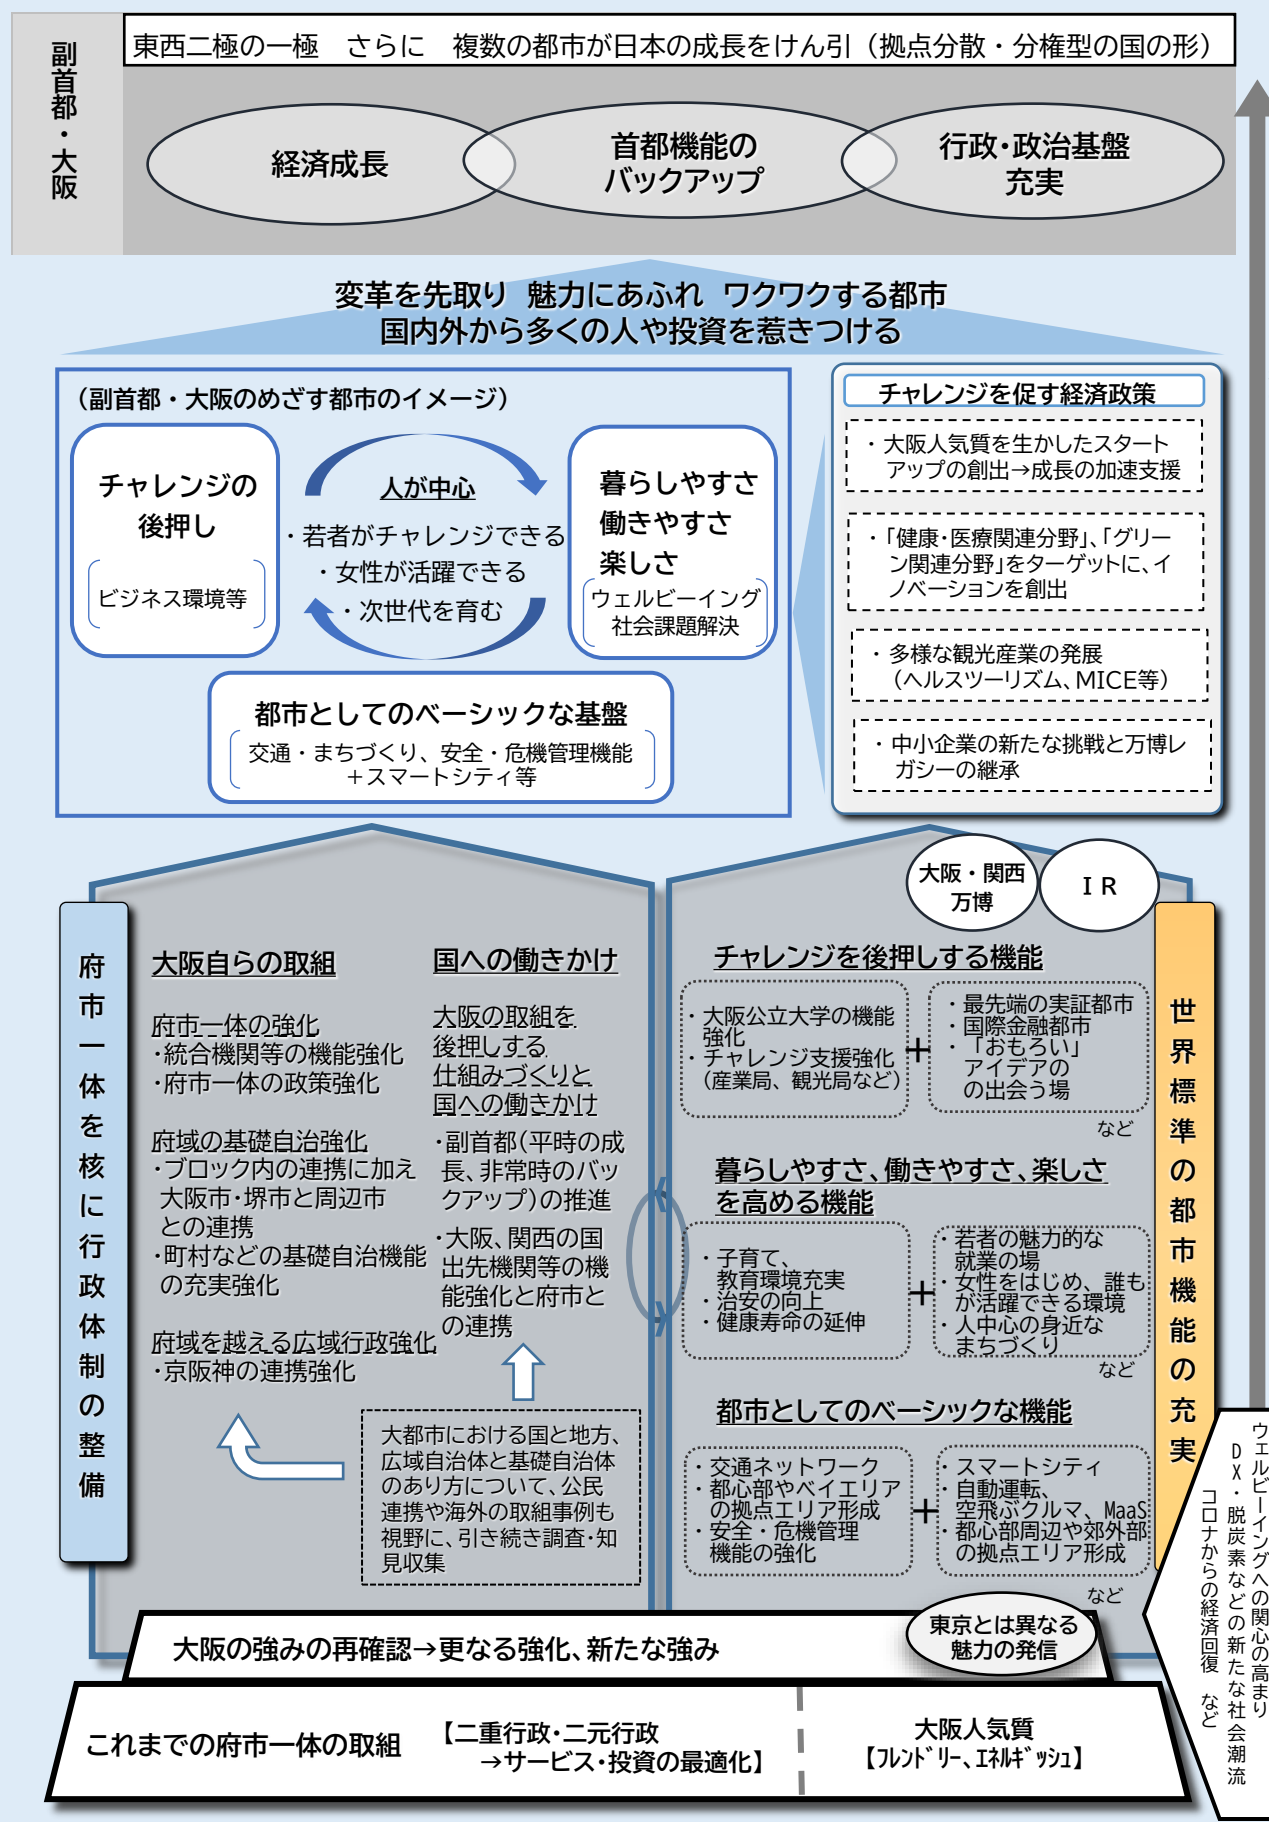 副首都・大阪
東西二極の一極　さらに　複数の都市が日本の成長をけん引（拠点分散・分権型の国の形）
経済成長
首都機能の
バックアップ
行政・政治基盤
充実
変革を先取り　魅力にあふれ　ワクワクする都市
国内外から多くの人や投資を惹きつける
（副首都・大阪のめざす都市のイメージ）
チャレンジの
後押し
ビジネス環境等
人が中心
・若者がチャレンジできる
・女性が活躍できる
・次世代を育む
暮らしやすさ
働きやすさ
楽しさ
ウェルビーイング
社会課題解決
都市としてのベーシックな基盤
交通・まちづくり、安全・危機管理機能
＋スマートシティ等
チャレンジを促す経済政策
・大阪人気質を生かしたスタート
アップの創出→成長の加速支援
・「健康・医療関連分野」、「グリー
ン関連分野」をターゲットに、イ
ノベーションを創出
・多様な観光産業の発展
（ヘルスツーリズム、MICE等）
・中小企業の新たな挑戦と万博レ
ガシーの継承
府市一体を核に行政体制の整備
大阪自らの取組
府市一体の強化
・統合機関等の機能強化
・府市一体の政策強化
府域の基礎自治強化
・ブロック内の連携に加え
大阪市・堺市と周辺市
との連携
・町村などの基礎自治機能
の充実強化
府域を越える広域行政強化
・京阪神の連携強化
国への働きかけ
大阪の取組を
後押しする
仕組みづくりと
国への働きかけ
・副首都（平時の成
長、非常時のバッ
クアップ）の推進
・大阪、関西の国
出先機関等の機
能強化と府市と
の連携
大都市における国と地方、
広域自治体と基礎自治体
のあり方について、公民
連携や海外の取組事例も
視野に、引き続き調査・知
見収集
大阪・関西
万博
ＩＲ
世界標準の都市機能の充実
チャレンジを後押しする機能
・大阪公立大学の機能
強化
・チャレンジ支援強化
（産業局、観光局など）
＋
・最先端の実証都市
・国際金融都市
・「おもろい」
アイデアの
の出会う場
など
暮らしやすさ、働きやすさ、楽しさ
を高める機能
・子育て、
教育環境充実
・治安の向上
・健康寿命の延伸
＋
・若者の魅力的な
就業の場
・女性をはじめ、誰も
が活躍できる環境
・人中心の身近な
まちづくり
など
都市としてのベーシックな機能
・交通ネットワーク
・都心部やベイエリア
の拠点エリア形成
・安全・危機管理
機能の強化
＋
・スマートシティ
・自動運転、
空飛ぶクルマ、MaaS
・都心部周辺や郊外部
の拠点エリア形成
など
ウェルビーイングへの関心の高まり
ＤＸ・脱炭素などの新たな社会潮流
コロナからの経済回復　など
大阪の強みの再確認→更なる強化、新たな強み
東京とは異なる
魅力の発信
これまでの府市一体の取組
【二重行政・二元行政
→サービス・投資の最適化】
大阪人気質
【ﾌﾚﾝﾄﾞﾘｰ、ｴﾈﾙｷﾞｯｼｭ】